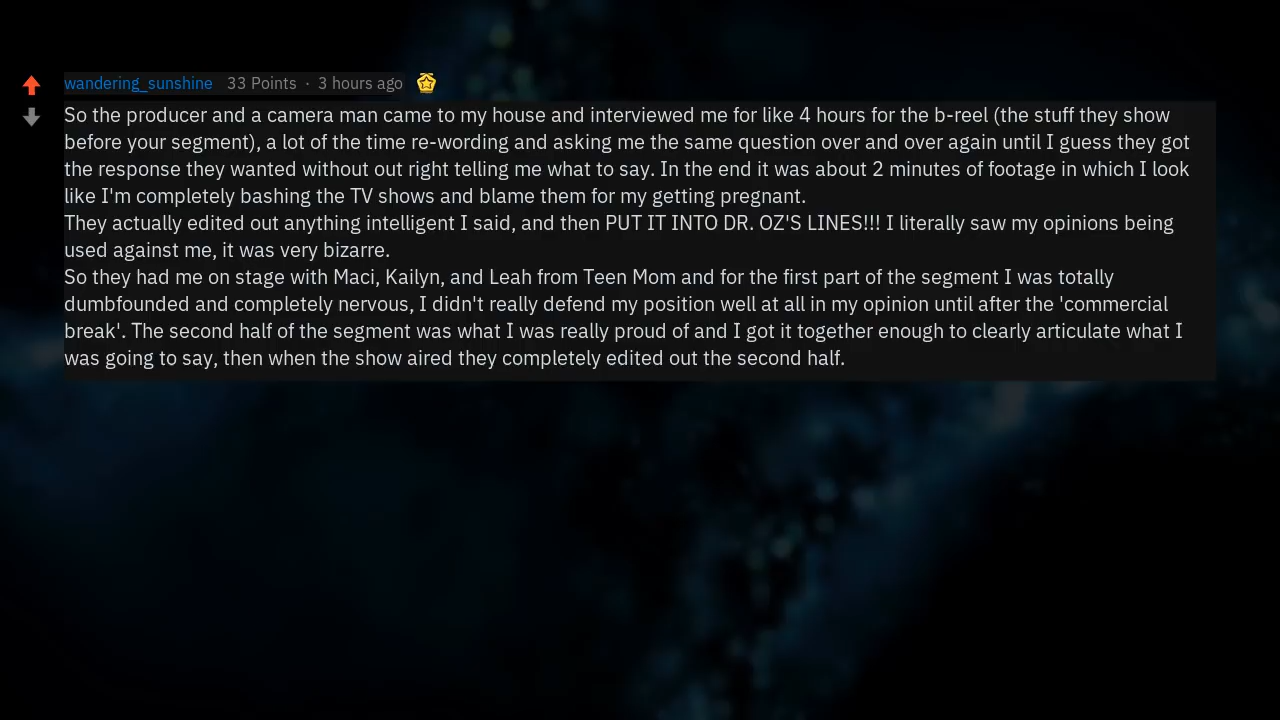 wandering_sunshine 33 Points · 3 hours ago
So the producer and a camera man came to my house and interviewed me for like 4 hours for the b-reel (the stuff they show
before your segment), a lot of the time re-wording and asking me the same question over and over again until I guess they got
the response they wanted without out right telling me what to say. In the end it was about 2 minutes of footage in which I look
like I'm completely bashing the TV shows and blame them for my getting pregnant.
They actually edited out anything intelligent I said, and then PUT IT INTO DR. OZ'S LINES!!! I literally saw my opinions being
used against me, it was very bizarre.
So they had me on stage with Maci, Kailyn, and Leah from Teen Mom and for the first part of the segment I was totally
dumbfounded and completely nervous, I didn't really defend my position well at all in my opinion until after the 'commercial
break'. The second half of the segment was what I was really proud of and I got it together enough to clearly articulate what I
was going to say, then when the show aired they completely edited out the second half.